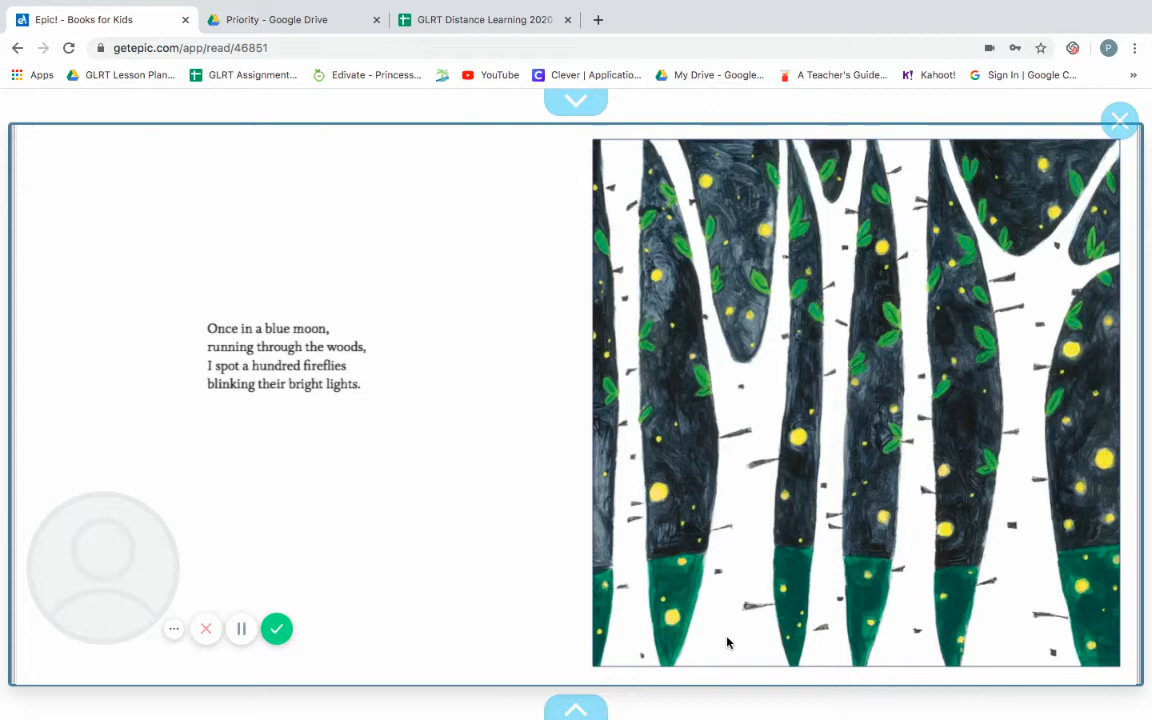 Epic! - Books for Kids
Priority - Google Drive
GLRT Distance Learning 2020
getepic.com/app/read/46851
Apps
GLRT Lesson Plan...
GLRT Assignment...
Edivate - Princess...
YouTube
Clever | Applicatio...
My Drive - Google...
A Teacher's Guide...
K! Kahoot!
Sign In | Google C...
P
Once in a blue moon,
running through the woods,
I spot a hundred fireflies
blinking their bright lights.